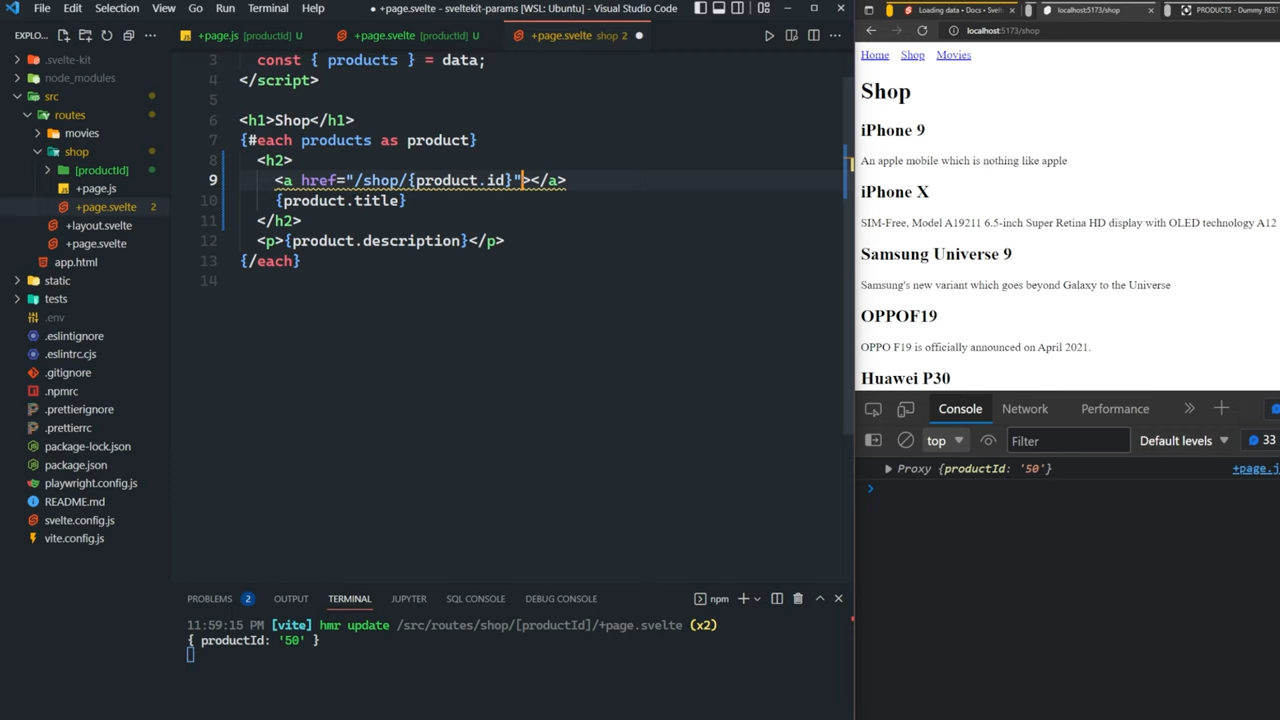 File Edit Selection View Go Run Terminal Help
● +page.svelte - sveltekit-params [WSL: Ubuntu] - Visual Studio Code
EXPLO...
.svelte-kit
node_modules
src
routes
movies
shop
[productId]
+page.js
+page.svelte 2
+layout.svelte
+page.svelte
app.html
static
tests
.env
.eslintignore
.eslintrc.cjs
.gitignore
.npmrc
.prettierignore
.prettierrc
package-lock.json
package.json
playwright.config.js
README.md
svelte.config.js
vite.config.js
+page.js [productId] U
+page.svelte [productId] U
+page.svelte shop 2
3 const { products } = data;
4 </script>
5
6 <h1>Shop</h1>
7 {#each products as product}
8 <h2>
9 <a href="/shop/{product.id}"></a>
10 {product.title}
11 </h2>
12 <p>{product.description}</p>
13 {/each}
14
PROBLEMS 2 OUTPUT TERMINAL JUPYTER SQL CONSOLE DEBUG CONSOLE
npm
11:59:15 PM [vite] hmr update /src/routes/shop/[productId]/+page.svelte (x2)
{ productId: '50' }
Loading data • Docs • Svel
localhost:5173/shop
PRODUCTS - Dummy REST
localhost:5173/shop
Home Shop Movies
Shop
iPhone 9
An apple mobile which is nothing like apple
iPhone X
SIM-Free, Model A19211 6.5-inch Super Retina HD display with OLED technology A12
Samsung Universe 9
Samsung's new variant which goes beyond Galaxy to the Universe
OPPOF19
OPPO F19 is officially announced on April 2021.
Huawei P30
Console Network Performance
top Filter Default levels 33
Proxy {productId: '50'} +page.j